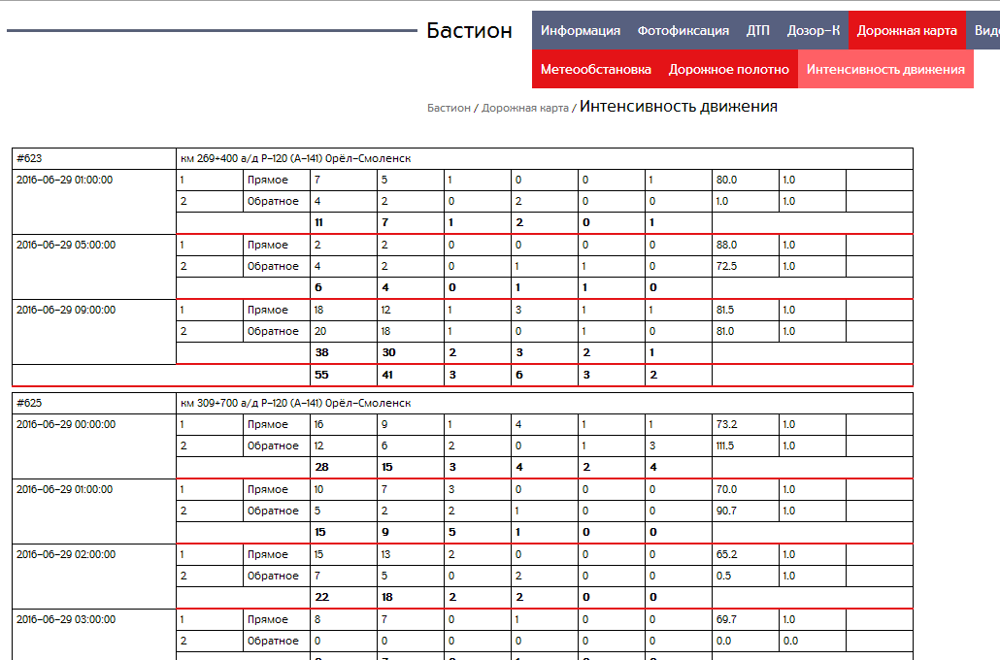 Бастион
Информация Фотофиксация ДТП Дозор-К Дорожная карта
Метеообстановка Дорожное полотно Интенсивность движения
Бастион / Дорожная карта / Интенсивность движения
#623 км 269+400 а/д Р-120 (А-141) Орёл-Смоленск
2016-06-29 01:00:00 1 Прямое 7 5 1 0 0 1 80.0 1.0
2 Обратное 4 2 0 2 0 0 1.0 1.0
11 7 1 2 0 1
2016-06-29 05:00:00 1 Прямое 2 2 0 0 0 0 88.0 1.0
2 Обратное 4 2 0 1 1 0 72.5 1.0
6 4 0 1 1 0
2016-06-29 09:00:00 1 Прямое 18 12 1 3 1 1 81.5 1.0
2 Обратное 20 18 1 0 1 0 81.0 1.0
38 30 2 3 2 1
55 41 3 6 3 2
#625 км 309+700 а/д Р-120 (А-141) Орёл-Смоленск
2016-06-29 00:00:00 1 Прямое 16 9 1 4 1 1 73.2 1.0
2 Обратное 12 6 2 0 1 3 111.5 1.0
28 15 3 4 2 4
2016-06-29 01:00:00 1 Прямое 10 7 3 0 0 0 70.0 1.0
2 Обратное 5 2 2 1 0 0 90.7 1.0
15 9 5 1 0 0
2016-06-29 02:00:00 1 Прямое 15 13 2 0 0 0 65.2 1.0
2 Обратное 7 5 0 2 0 0 0.5 1.0
22 18 2 2 0 0
2016-06-29 03:00:00 1 Прямое 8 7 0 1 0 0 69.7 1.0
2 Обратное 0 0 0 0 0 0 0.0 0.0